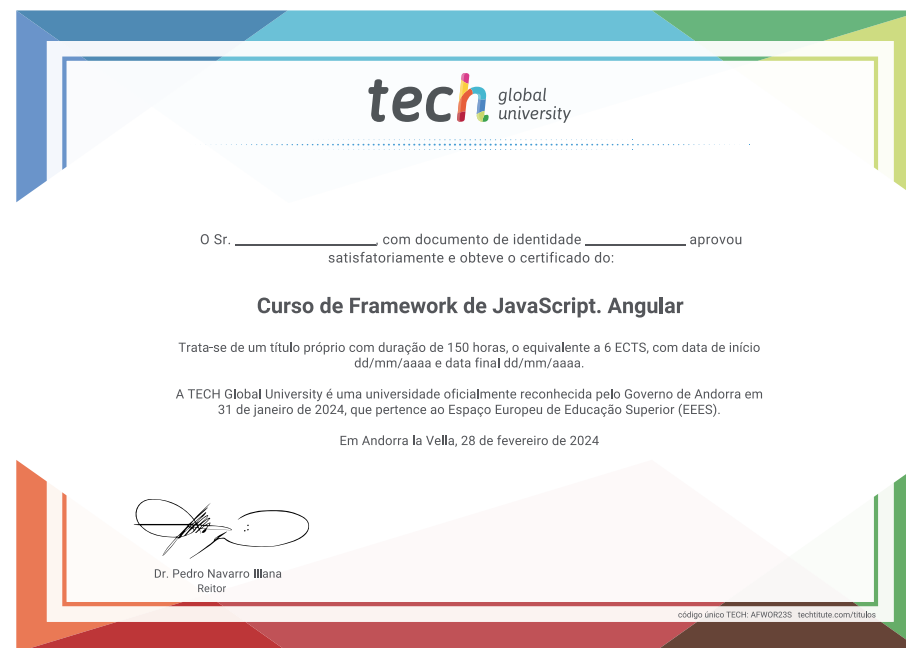 tech global university
O Sr. ____________________, com documento de identidade ______________ aprovou
satisfatoriamente e obteve o certificado do:
Curso de Framework de JavaScript. Angular
Trata-se de um título próprio com duração de 150 horas, o equivalente a 6 ECTS, com data de início
dd/mm/aaaa e data final dd/mm/aaaa.
A TECH Global University é uma universidade oficialmente reconhecida pelo Governo de Andorra em
31 de janeiro de 2024, que pertence ao Espaço Europeu de Educação Superior (EEES).
Em Andorra la Vella, 28 de fevereiro de 2024
Dr. Pedro Navarro Illana
Reitor
código único TECH: AFWOR23S techtitute.com/titulos